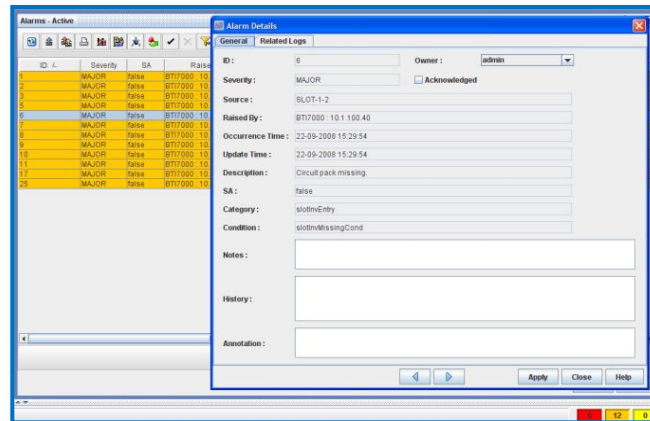 Alarms - Active
ID
Severity
SA
Raise
1 MAJOR false BTI7000 : 10.
2 MAJOR false BTI7000 : 10.
3 MAJOR false BTI7000 : 10.
5 MAJOR false BTI7000 : 10.
6 MAJOR false BTI7000 : 10.
7 MAJOR false BTI7000 : 10.
8 MAJOR false BTI7000 : 10.
9 MAJOR false BTI7000 : 10.
10 MAJOR false BTI7000 : 10.
11 MAJOR false BTI7000 : 10.
17 MAJOR false BTI7000 : 10.
25 MAJOR false BTI7000 : 10.
Alarm Details
General Related Logs
ID : 6 Owner : admin
Severity : MAJOR Acknowledged
Source : SLOT-1-2
Raised By : BTI7000 : 10.1.100.40
Occurrence Time : 22-09-2008 15:29:54
Update Time : 22-09-2008 15:29:54
Description : Circuit pack missing.
SA : false
Category : slotInvEntry
Condition : slotInvMissingCond
Notes :
History :
Annotation :
Apply Close Help
12 0